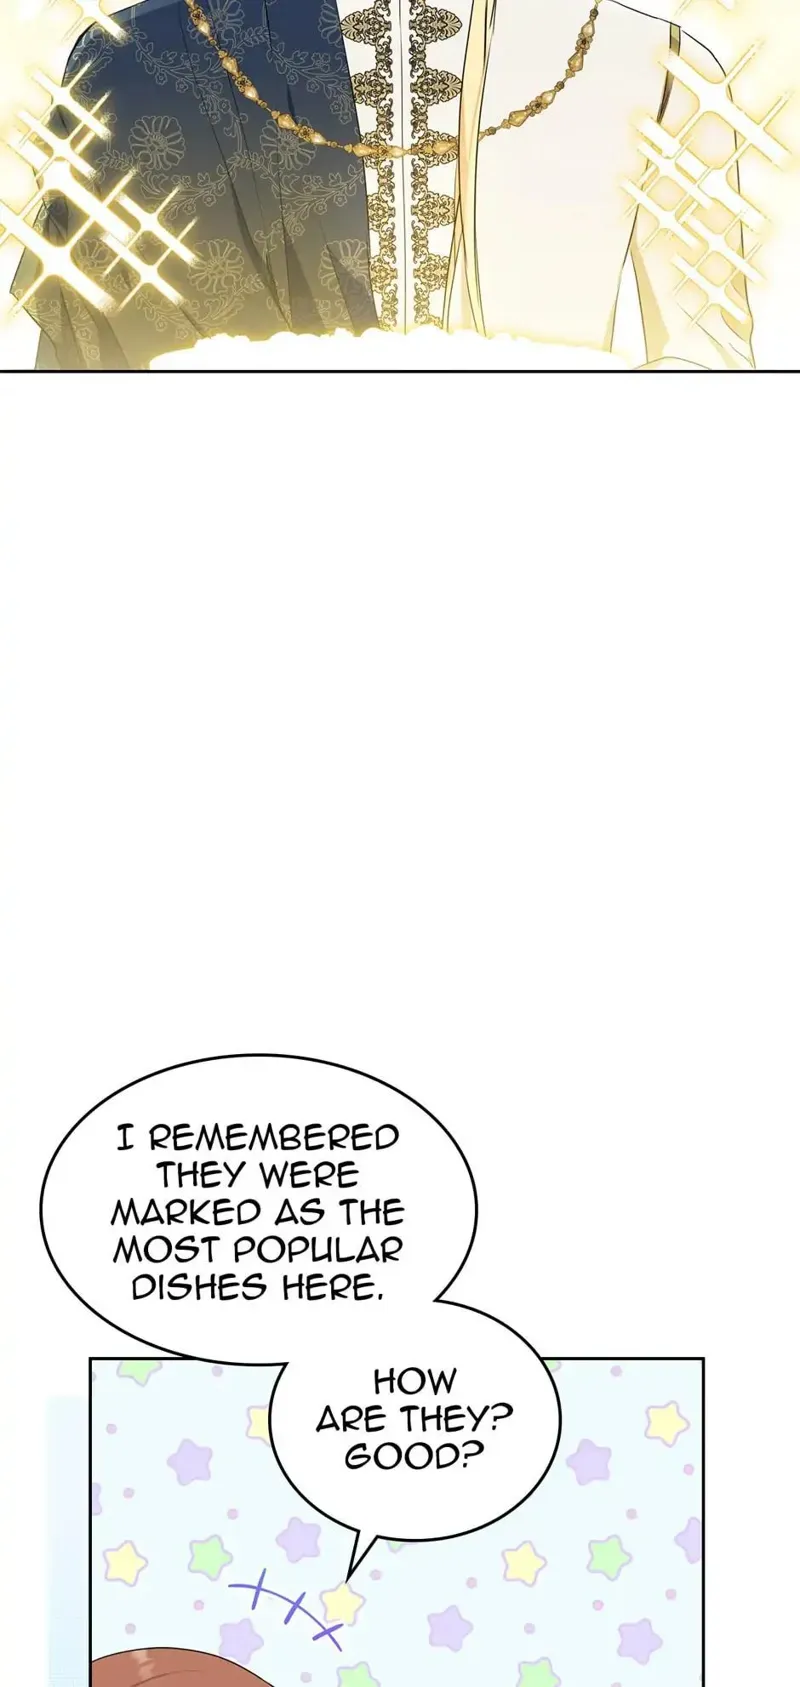 I REMEMBERED
THEY WERE
MARKED AS THE
MOST POPULAR
DISHES HERE.
HOW
ARE THEY?
GOOD?